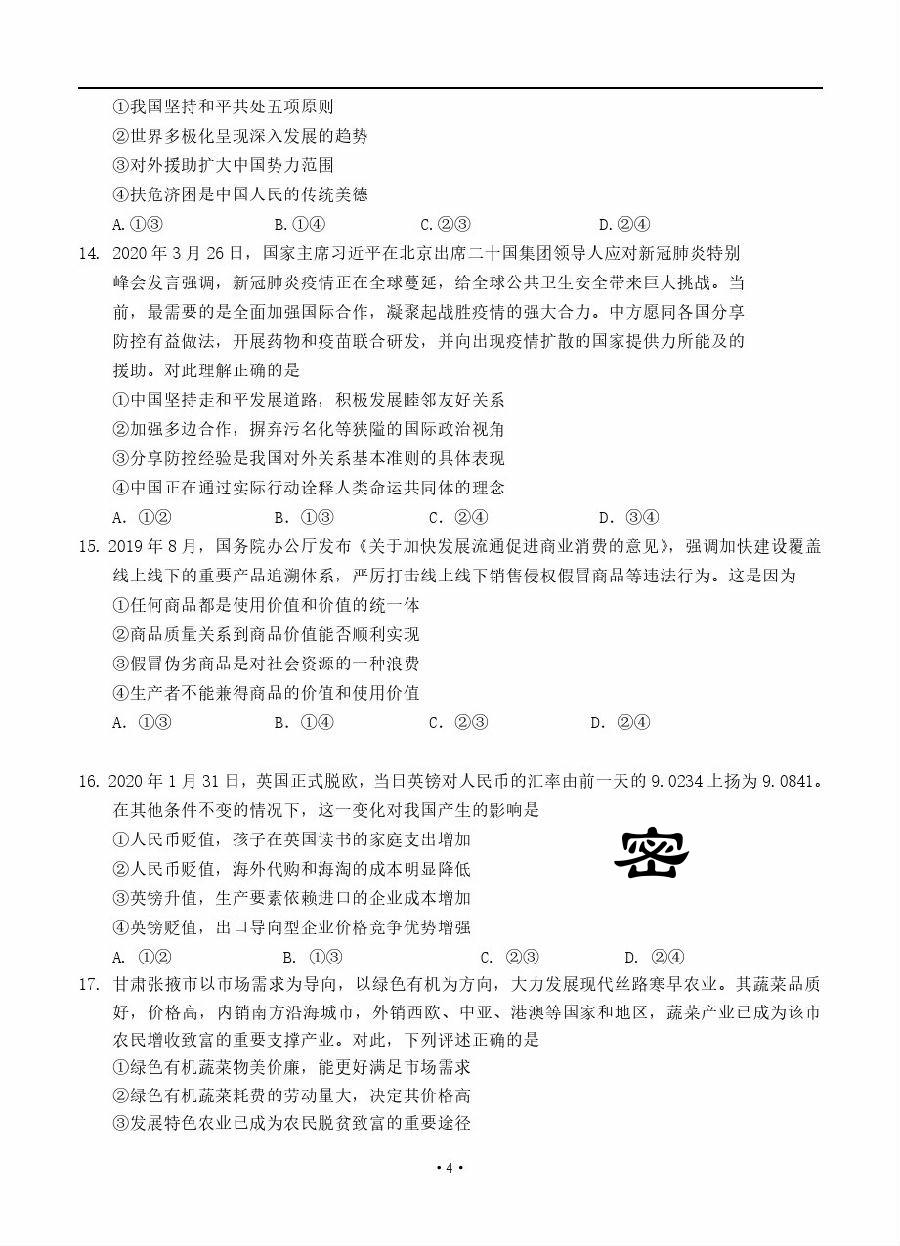 ①我国坚持和平共处五项原则
②世界多极化呈现深入发展的趋势
③对外援助扩大中国势力范围
④扶危济困是中国人民的传统美德
A.①③ B.①④ C.②③ D.②④
14. 2020年3月26日，国家主席习近平在北京出席二十国集团领导人应对新冠肺炎特别
峰会发言强调，新冠肺炎疫情正在全球蔓延，给全球公共卫生安全带来巨大挑战。当
前，最需要的是全面加强国际合作，凝聚起战胜疫情的强大合力。中方愿同各国分享
防控有益做法，开展药物和疫苗联合研发，并向出现疫情扩散的国家提供力所能及的
援助。对此理解正确的是
①中国坚持走和平发展道路，积极发展睦邻友好关系
②加强多边合作，摒弃污名化等狭隘的国际政治视角
③分享防控经验是我国对外关系基本准则的具体表现
④中国正在通过实际行动诠释人类命运共同体的理念
A. ①② B. ①③ C. ②④ D. ③④
15. 2019年8月，国务院办公厅发布《关于加快发展流通促进商业消费的意见》，强调加快建设覆盖
线上线下的重要产品追溯体系，严厉打击线上线下销售侵权假冒商品等违法行为。这是因为
①任何商品都是使用价值和价值的统一体
②商品质量关系到商品价值能否顺利实现
③假冒伪劣商品是对社会资源的一种浪费
④生产者不能兼得商品的价值和使用价值
A. ①③ B. ①④ C. ②③ D. ②④
16. 2020年1月31日，英国正式脱欧，当日英镑对人民币的汇率由前一天的9.0234上扬为9.0841。
在其他条件不变的情况下，这一变化对我国产生的影响是
①人民币贬值，孩子在英国读书的家庭支出增加
②人民币贬值，海外代购和海淘的成本明显降低
③英镑升值，生产要素依赖进口的企业成本增加
④英镑贬值，出口导向型企业价格竞争优势增强
密
A. ①② B. ①③ C. ②③ D. ②④
17. 甘肃张掖市以市场需求为导向，以绿色有机为方向，大力发展现代丝路寒旱农业。其蔬菜品质
好，价格高，内销南方沿海城市，外销西欧、中亚、港澳等国家和地区，蔬菜产业已成为该市
农民增收致富的重要支撑产业。对此，下列评述正确的是
①绿色有机蔬菜物美价廉，能更好满足市场需求
②绿色有机蔬菜耗费的劳动量大，决定其价格高
③发展特色农业已成为农民脱贫致富的重要途径
·4·